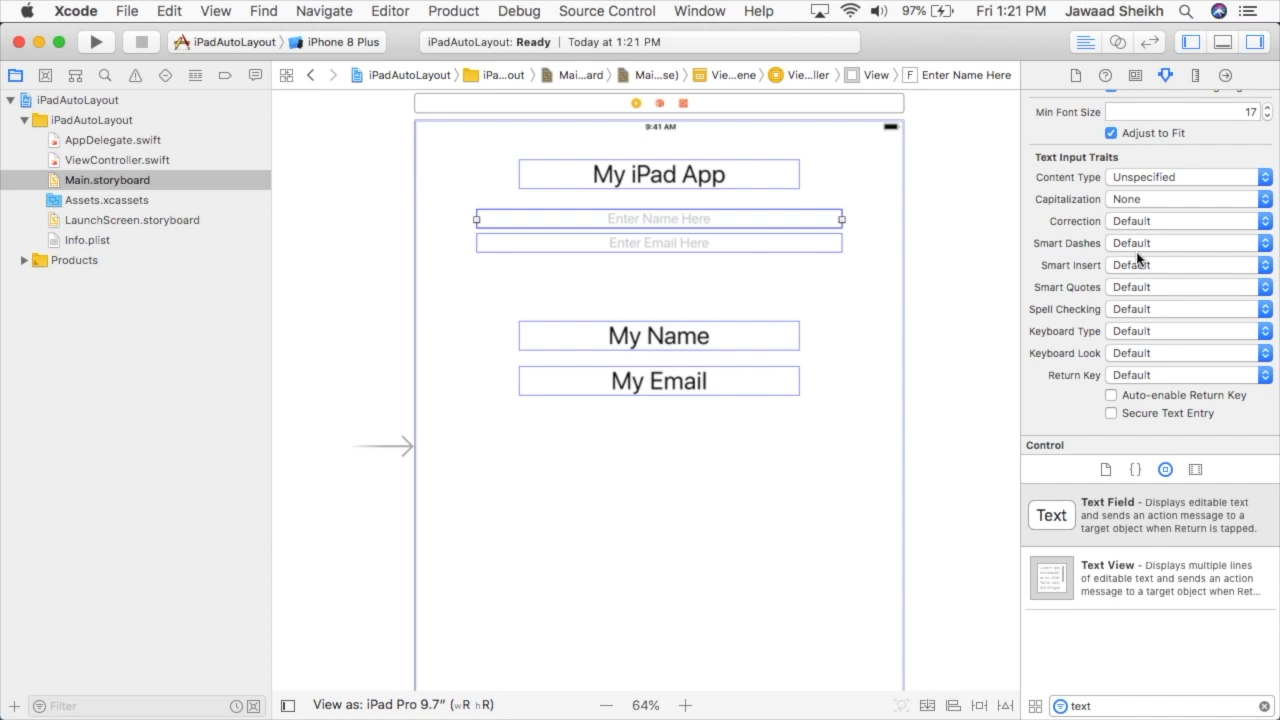 Xcode File Edit View Find Navigate Editor Product Debug Source Control Window Help 97% Fri 1:21 PM Jawaad Sheikh
iPadAutoLayout iPhone 8 Plus iPadAutoLayout: Ready | Today at 1:21 PM
iPadAutoLayout iPa...out Mai...ard Mai...se) Vie...ene Vie...ller View F Enter Name Here
iPadAutoLayout
iPadAutoLayout
AppDelegate.swift
ViewController.swift
Main.storyboard
Assets.xcassets
LaunchScreen.storyboard
Info.plist
Products
Filter
9:41 AM
My iPad App
Enter Name Here
Enter Email Here
My Name
My Email
View as: iPad Pro 9.7” (wR hR) 64%
Min Font Size 17
Adjust to Fit
Text Input Traits
Content Type Unspecified
Capitalization None
Correction Default
Smart Dashes Default
Smart Insert Default
Smart Quotes Default
Spell Checking Default
Keyboard Type Default
Keyboard Look Default
Return Key Default
Auto-enable Return Key
Secure Text Entry
Control
{ }
Text
Text Field - Displays editable text
and sends an action message to a
target object when Return is tapped.
Text View - Displays multiple lines
of editable text and sends an action
message to a target object when Ret...
text